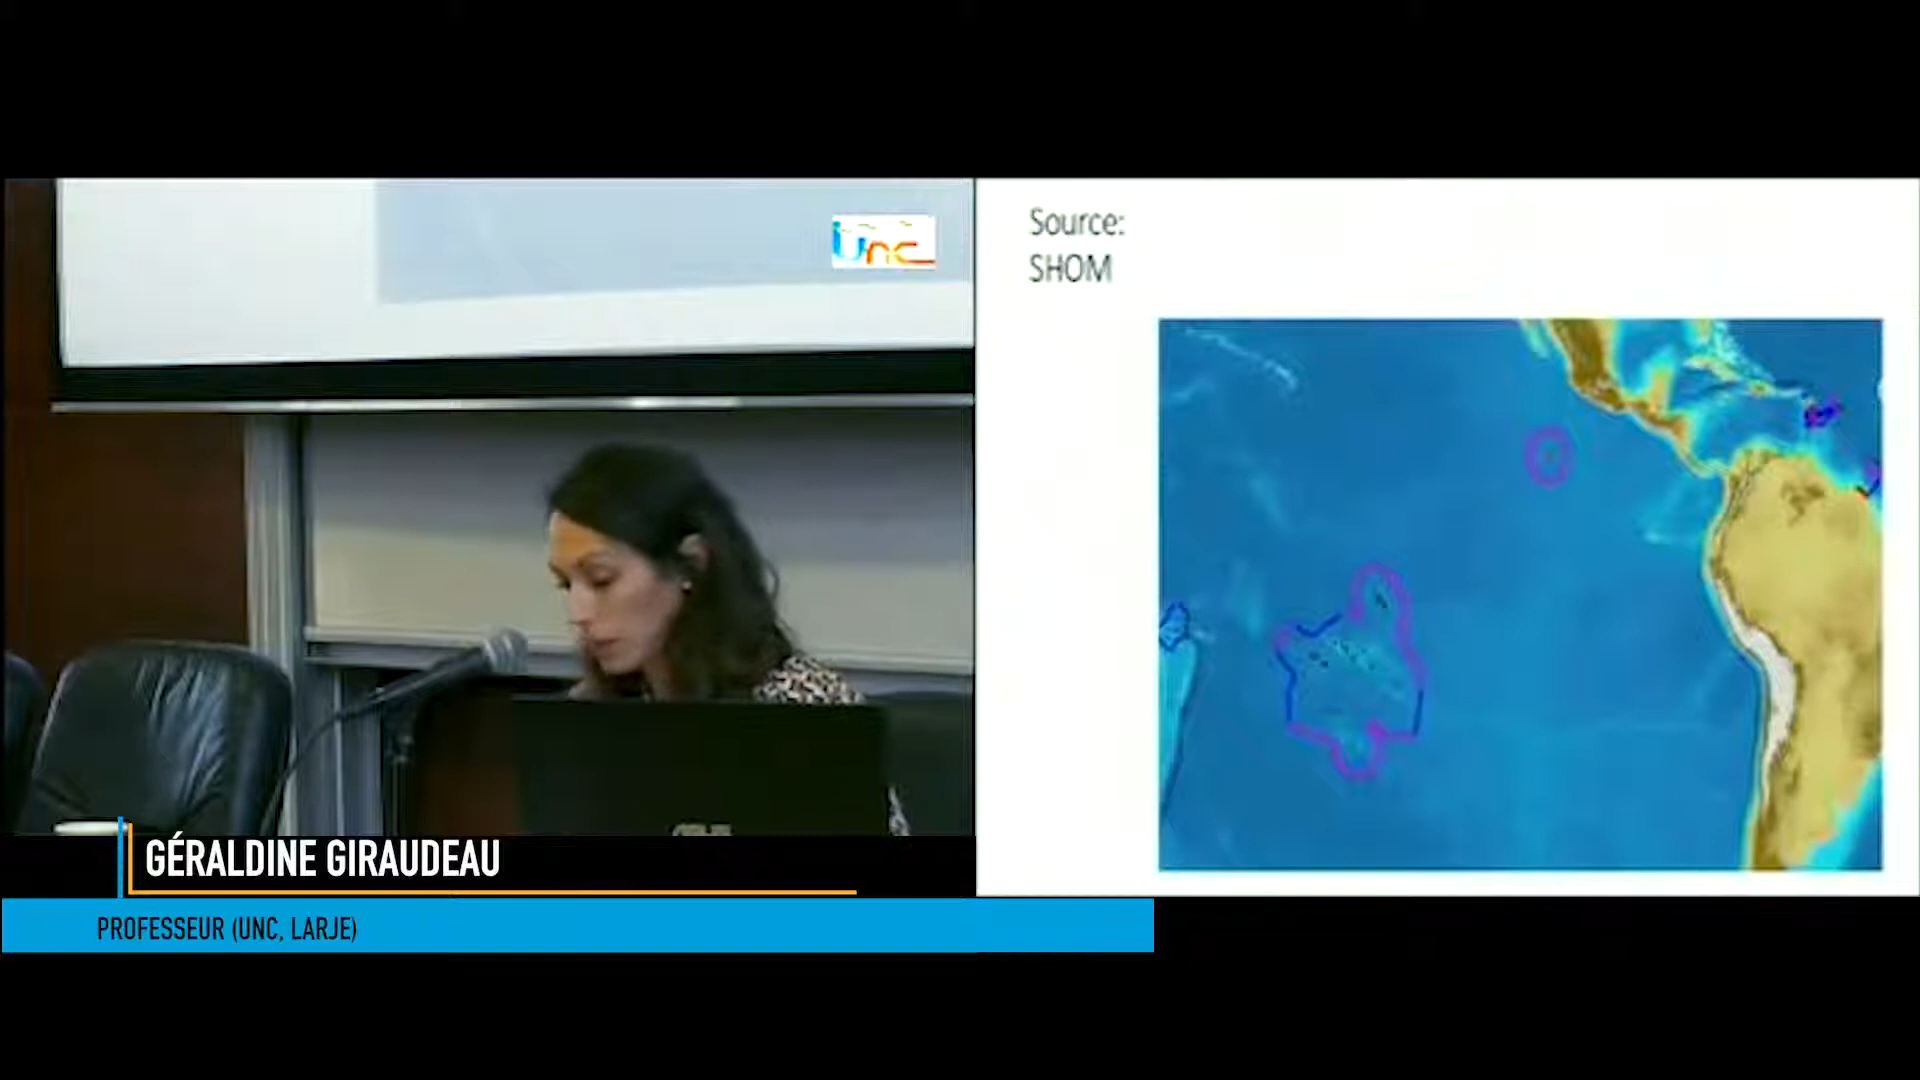 unc
Source:
SHOM
GÉRALDINE GIRAUDEAU
PROFESSEUR (UNC, LARJE)